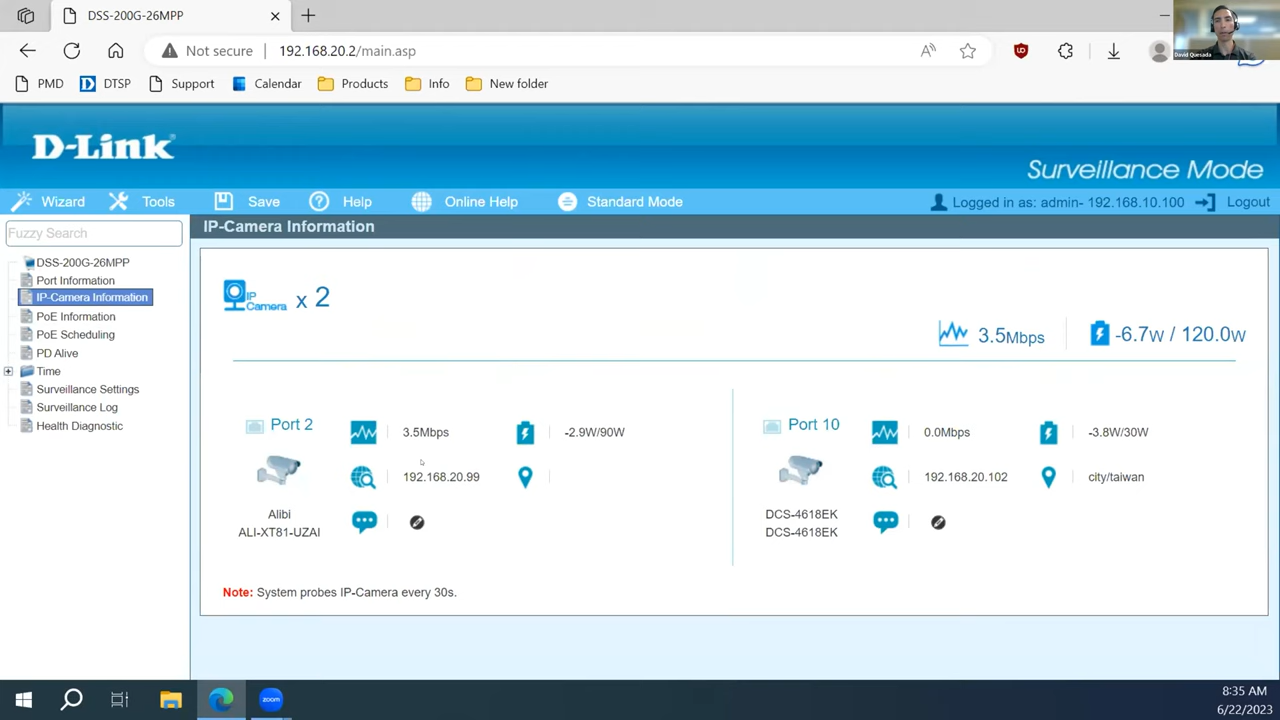 DSS-200G-26MPP
Not secure
192.168.20.2/main.asp
David Quesada
PMD
DTSP
Support
Calendar
Products
Info
New folder
D-Link
Surveillance Mode
Wizard
Tools
Save
Help
Online Help
Standard Mode
Logged in as: admin- 192.168.10.100
Logout
Fuzzy Search
DSS-200G-26MPP
Port Information
IP-Camera Information
PoE Information
PoE Scheduling
PD Alive
Time
Surveillance Settings
Surveillance Log
Health Diagnostic
IP-Camera Information
IP
Camera
x 2
3.5Mbps
-6.7W / 120.0W
Port 2
3.5Mbps
-2.9W/90W
192.168.20.99
Alibi
ALI-XT81-UZAI
Port 10
0.0Mbps
-3.8W/30W
192.168.20.102
city/taiwan
DCS-4618EK
DCS-4618EK
Note: System probes IP-Camera every 30s.
zoom
8:35 AM
6/22/2023